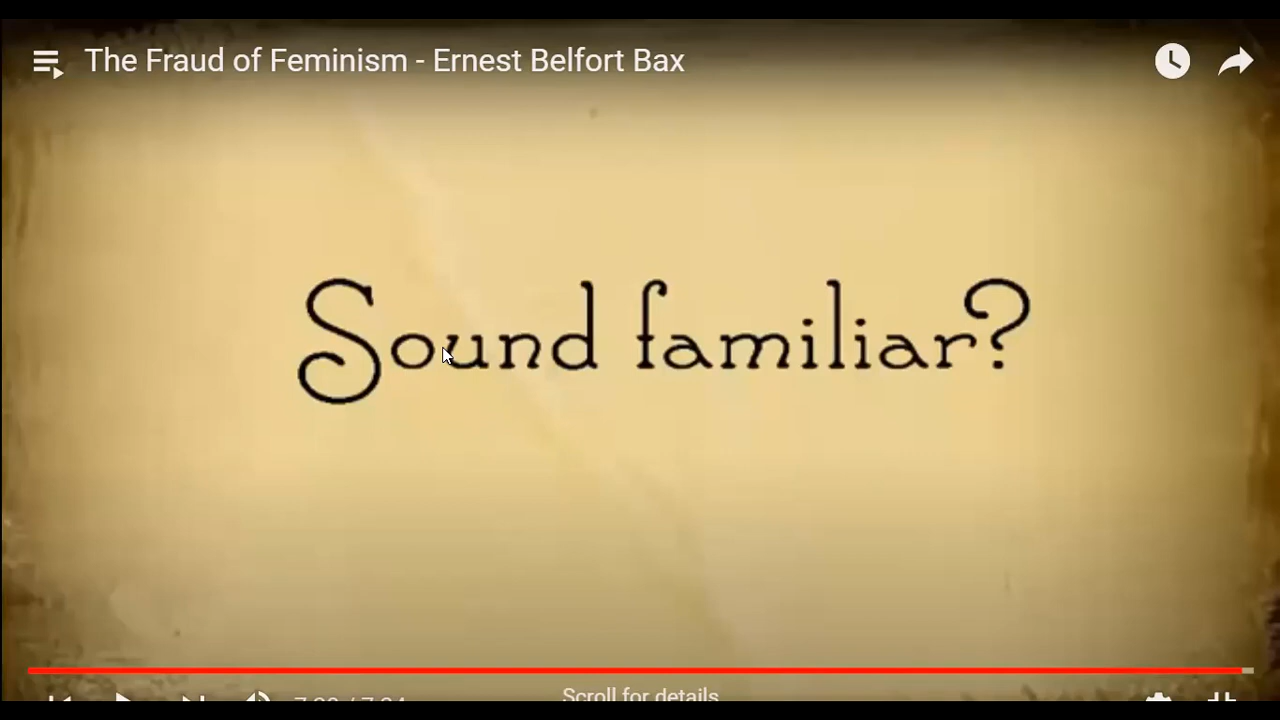 The Fraud of Feminism - Ernest Belfort Bax
Sound familiar?
Scroll for details